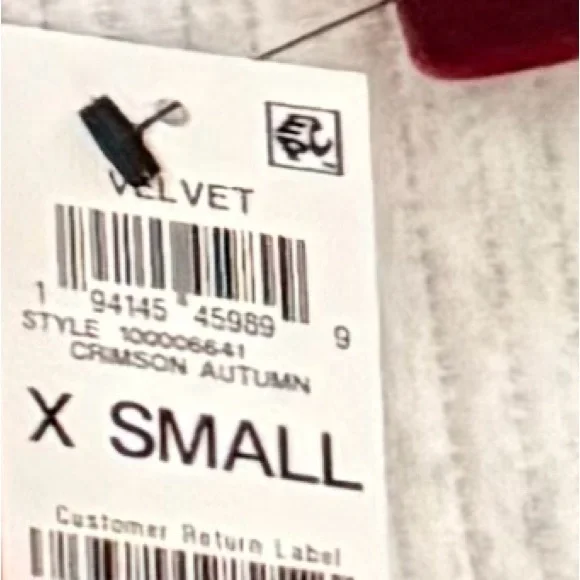 VELVET
1 94145 45989 9
STYLE 100006641
CRIMSON AUTUMN
X SMALL
Customer Return Label